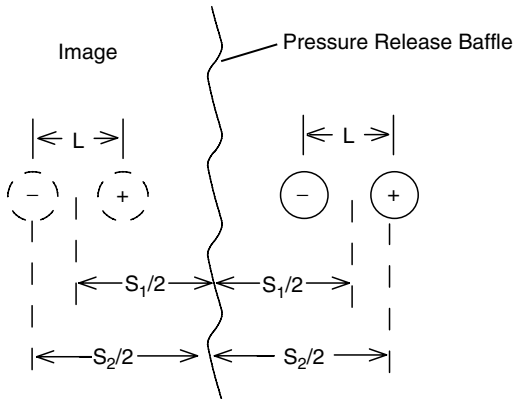 Image
Pressure Release Baffle
L
L
− + − +
S1/2 S1/2
S2/2 S2/2